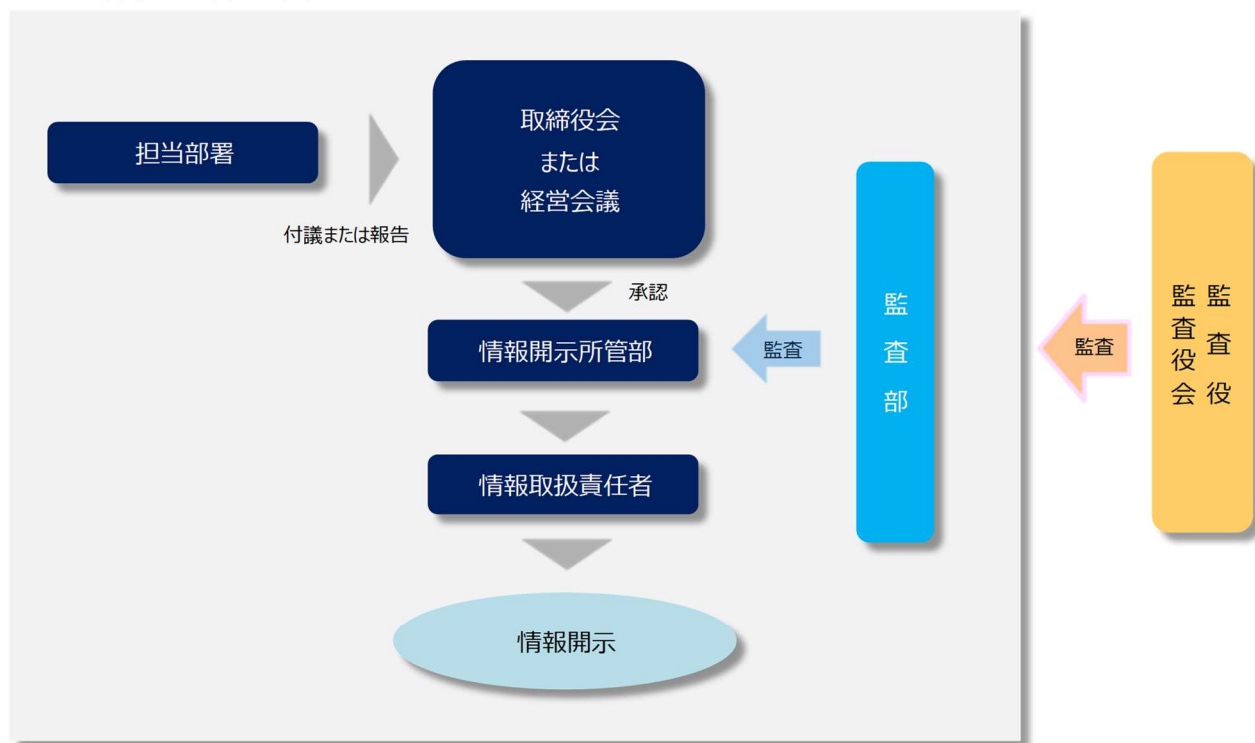 担当部署
付議または報告
取締役会
または
経営会議
承認
情報開示所管部
監査
監査部
情報取扱責任者
情報開示
監査
監査役
監査役会